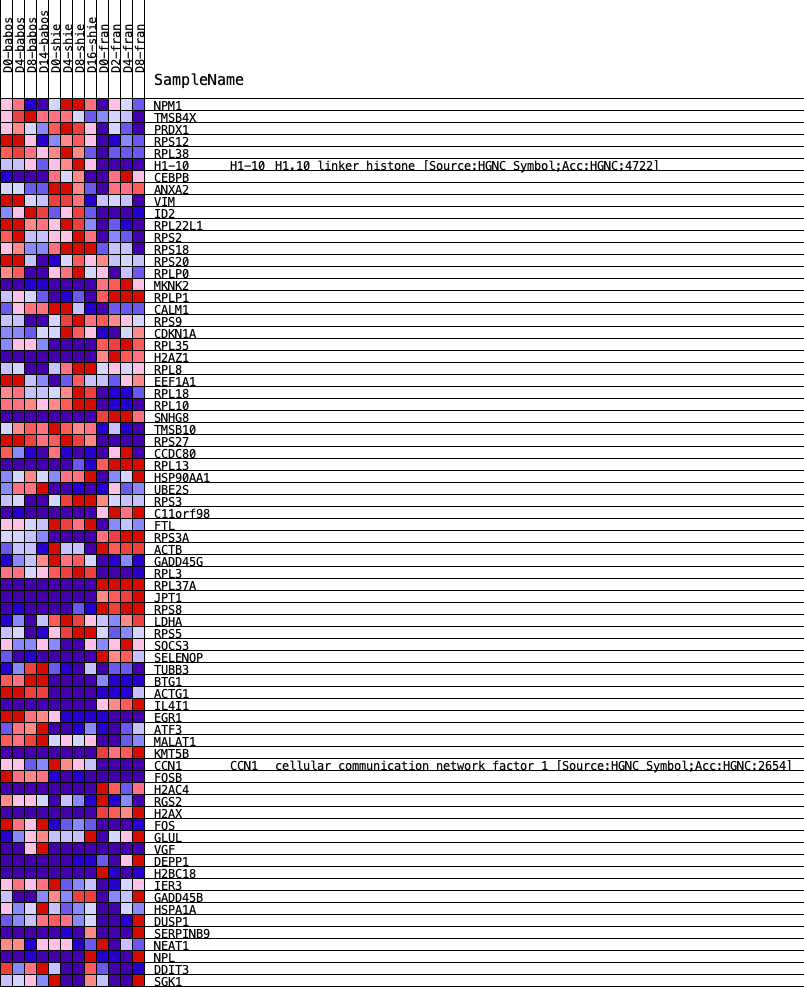 D0-babos
D4-babos
D8-babos
D14-babos
D0-shie
D4-shie
D8-shie
D16-shie
D0-fran
D2-fran
D4-fran
D8-fran
SampleName
NPM1
TMSB4X
PRDX1
RPS12
RPL38
H1-10 H1-10 H1.10 linker histone [Source:HGNC Symbol;Acc:HGNC:4722]
CEBPB
ANXA2
VIM
ID2
RPL22L1
RPS2
RPS18
RPS20
RPLP0
MKNK2
RPLP1
CALM1
RPS9
CDKN1A
RPL35
H2AZ1
RPL8
EEF1A1
RPL18
RPL10
SNHG8
TMSB10
RPS27
CCDC80
RPL13
HSP90AA1
UBE2S
RPS3
C11orf98
FTL
RPS3A
ACTB
GADD45G
RPL3
RPL37A
JPT1
RPS8
LDHA
RPS5
SOCS3
SELENOP
TUBB3
BTG1
ACTG1
IL4I1
EGR1
ATF3
MALAT1
KMT5B
CCN1 CCN1 cellular communication network factor 1 [Source:HGNC Symbol;Acc:HGNC:2654]
FOSB
H2AC4
RGS2
H2AX
FOS
GLUL
VGF
DEPP1
H2BC18
IER3
GADD45B
HSPA1A
DUSP1
SERPINB9
NEAT1
NPL
DDIT3
SGK1